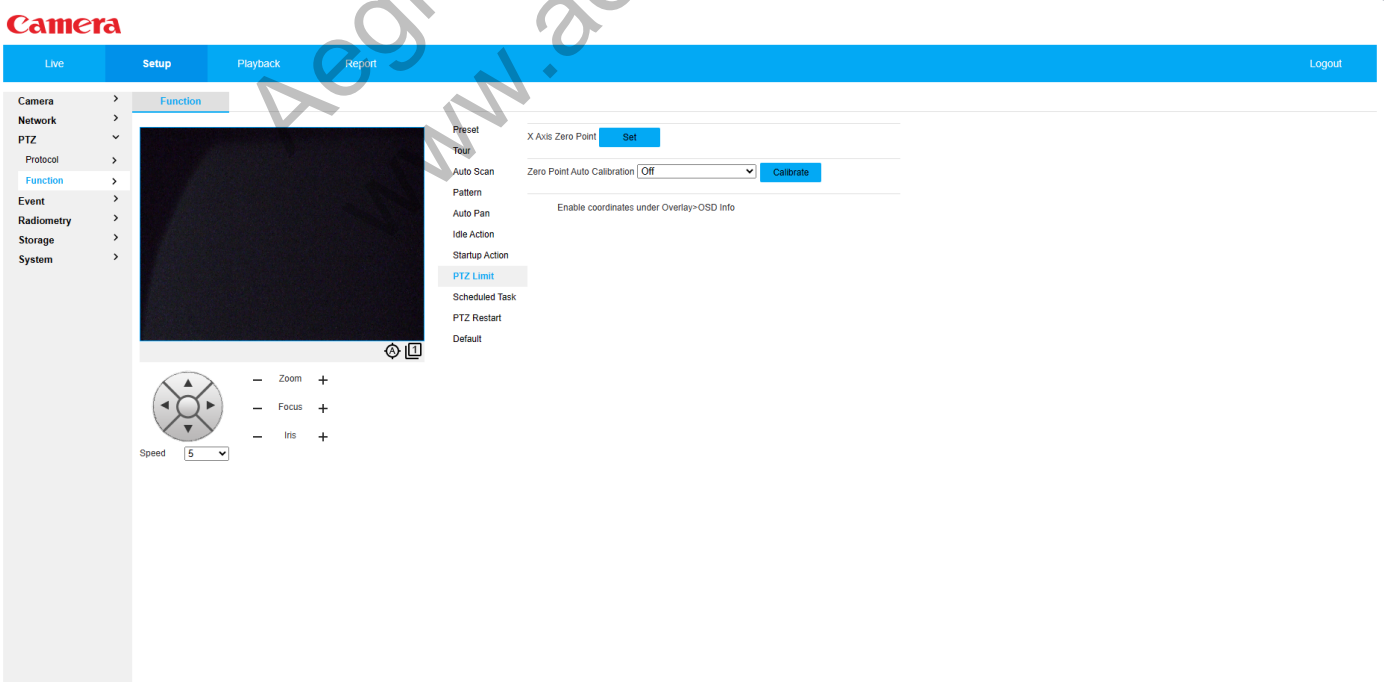 Camera
Live Setup Playback Report Logout
Camera
Network
PTZ
Protocol
Function
Event
Radiometry
Storage
System
Function
A
1
Zoom
Focus
Iris
Speed 5
Preset
Tour
Auto Scan
Pattern
Auto Pan
Idle Action
Startup Action
PTZ Limit
Scheduled Task
PTZ Restart
Default
X Axis Zero Point Set
Zero Point Auto Calibration Off Calibrate
Enable coordinates under Overlay>OSD Info